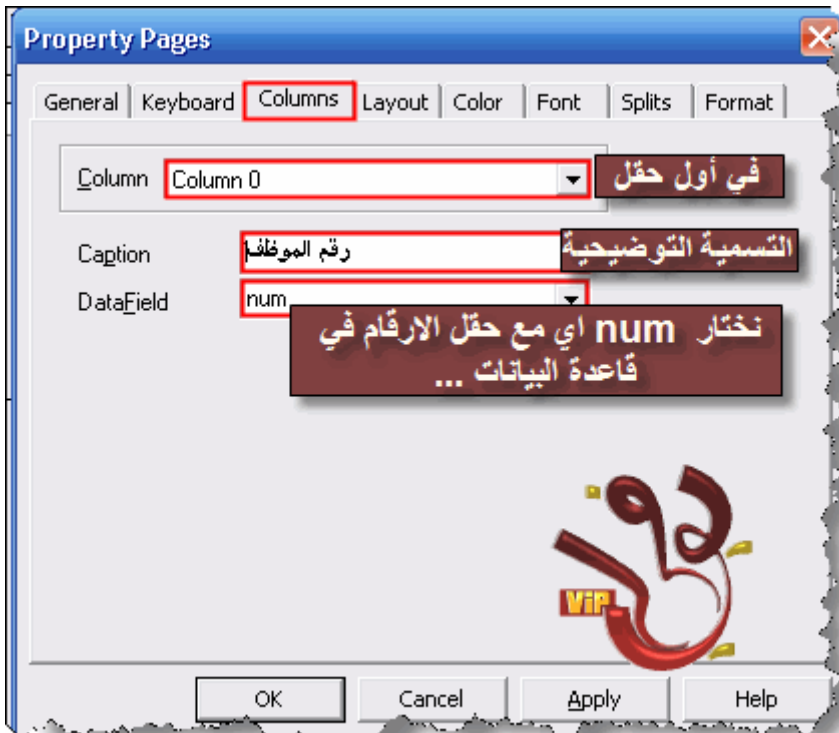 Property Pages
General Keyboard Columns Layout Color Font Splits Format
Column Column 0 في أول حقل
Caption رقم الموظف التسمية التوضيحية
DataField num
نختار num اي مع حقل الارقام في
قاعدة البيانات ...
ViP
OK Cancel Apply Help